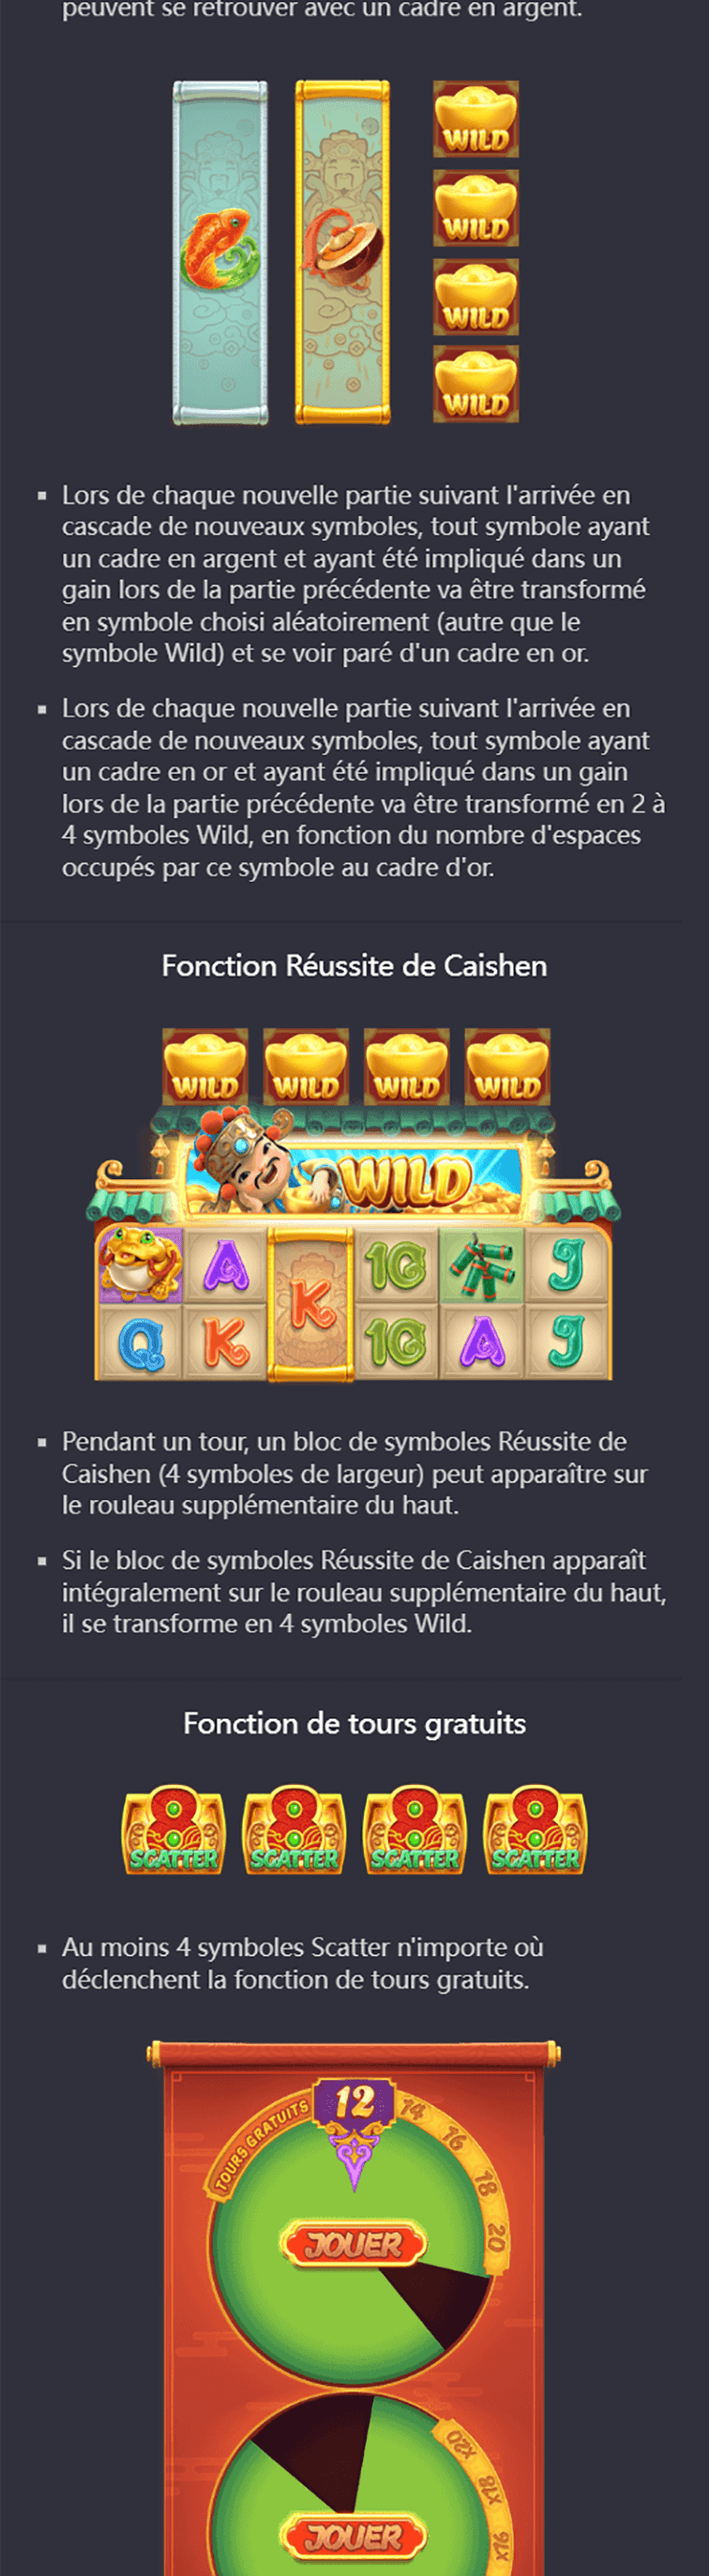 peuvent se retrouver avec un cadre en argent.
WILD
WILD
WILD
WILD
Lors de chaque nouvelle partie suivant l'arrivée en
cascade de nouveaux symboles, tout symbole ayant
un cadre en argent et ayant été impliqué dans un
gain lors de la partie précédente va être transformé
en symbole choisi aléatoirement (autre que le
symbole Wild) et se voir paré d'un cadre en or.
Lors de chaque nouvelle partie suivant l'arrivée en
cascade de nouveaux symboles, tout symbole ayant
un cadre en or et ayant été impliqué dans un gain
lors de la partie précédente va être transformé en 2 à
4 symboles Wild, en fonction du nombre d'espaces
occupés par ce symbole au cadre d'or.
Fonction Réussite de Caishen
WILD WILD WILD WILD
WILD
A K 10 J
Q K 10 A J
Pendant un tour, un bloc de symboles Réussite de
Caishen (4 symboles de largeur) peut apparaître sur
le rouleau supplémentaire du haut.
Si le bloc de symboles Réussite de Caishen apparaît
intégralement sur le rouleau supplémentaire du haut,
il se transforme en 4 symboles Wild.
Fonction de tours gratuits
8 8 8 8
SCATTER SCATTER SCATTER SCATTER
Au moins 4 symboles Scatter n'importe où
déclenchent la fonction de tours gratuits.
TOURS GRATUITS 12 14 16 18 20
JOUER
x20 x18 x16
JOUER